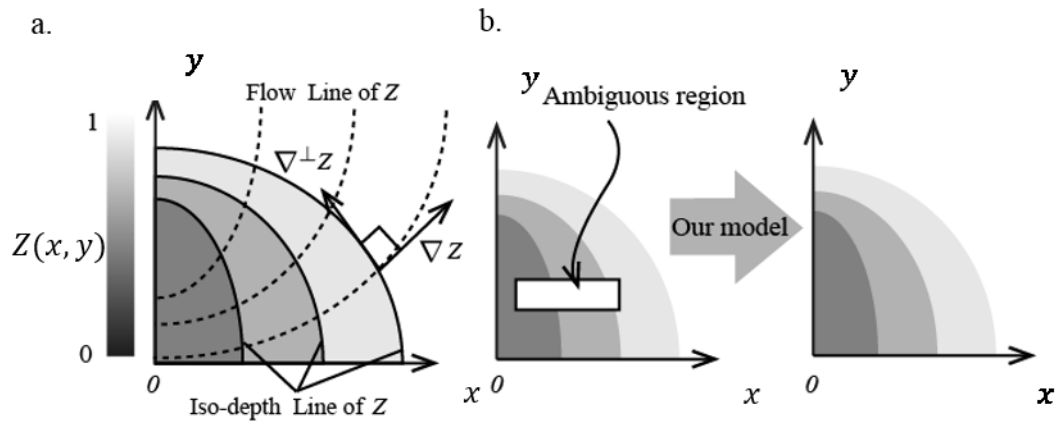 a.
y
Flow Line of Z
1
∇⊥Z
Z(x, y)
∇ Z
0
0
Iso-depth Line of Z
x
b.
y
Ambiguous region
0
x
Our model
y
0
x